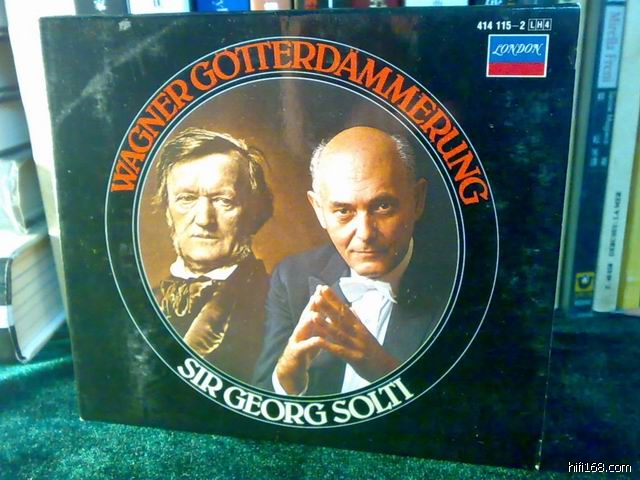 414 115-2 LH4
LONDON
WAGNER GÖTTERDÄMMERUNG
SIR GEORG SOLTI
hifi168.com